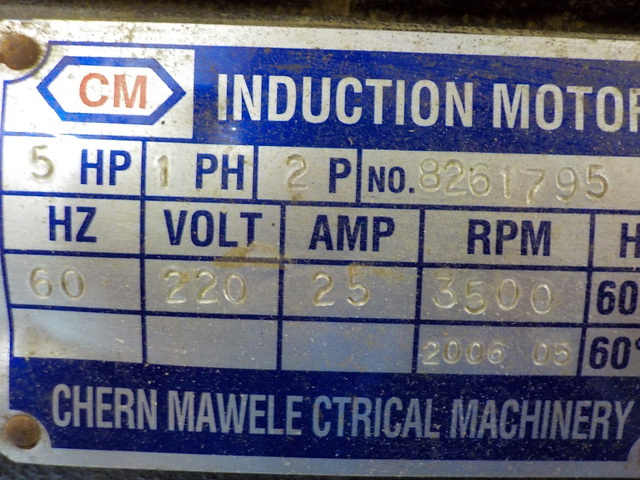 CM INDUCTION MOTOR
5 HP 1 PH 2 P NO. 8261795
HZ VOLT AMP RPM H
60 220 25 3500 60
2006 05 60°
CHERN MAWELE CTRICAL MACHINERY